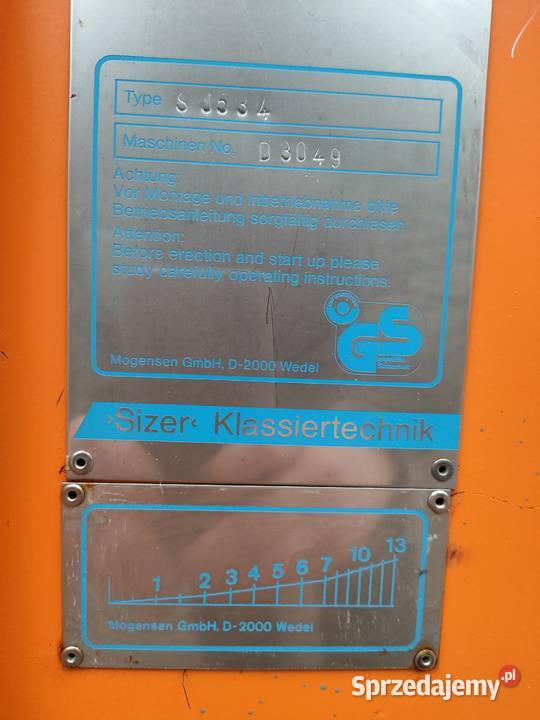 Type S J634
Maschinen No. D 3049
Achtung:
Vor Montage und Inbetriebnahme bitte
Betriebsanleitung sorgfältig durchlesen.
Attention:
Before erection and start up please
study carefully operating instructions.
GS
Mogensen GmbH, D-2000 Wedel
›Sizer‹ Klassiertechnik
1 2 3 4 5 6 7 10 13
Mogensen GmbH, D-2000 Wedel
Sprzedajemy.pl